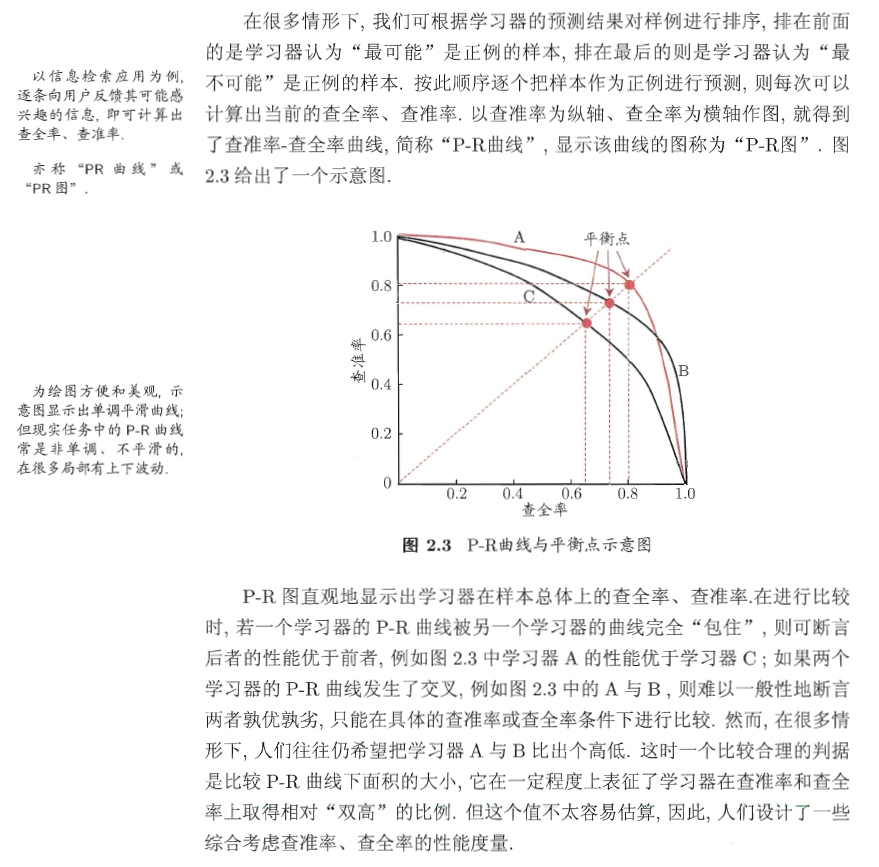 在很多情形下, 我们可根据学习器的预测结果对样例进行排序, 排在前面
的是学习器认为“最可能”是正例的样本, 排在最后的则是学习器认为“最
不可能”是正例的样本. 按此顺序逐个把样本作为正例进行预测, 则每次可以
计算出当前的查全率、查准率. 以查准率为纵轴、查全率为横轴作图, 就得到
了查准率-查全率曲线, 简称“P-R曲线”, 显示该曲线的图称为“P-R图”. 图
2.3 给出了一个示意图.
以信息检索应用为例,
逐条向用户反馈其可能感
兴趣的信息, 即可计算出
查全率、查准率.
亦称“PR 曲线”或
“PR 图”.
1.0
0.8
0.6
0.4
0.2
0
查准率
A
平衡点
C
B
0.2 0.4 0.6 0.8 1.0
查全率
图 2.3 P-R曲线与平衡点示意图
为绘图方便和美观, 示
意图显示出单调平滑曲线;
但现实任务中的 P-R 曲线
常是非单调、不平滑的,
在很多局部有上下波动.
P-R 图直观地显示出学习器在样本总体上的查全率、查准率.在进行比较
时, 若一个学习器的 P-R 曲线被另一个学习器的曲线完全“包住”, 则可断言
后者的性能优于前者, 例如图 2.3 中学习器 A 的性能优于学习器 C; 如果两个
学习器的 P-R 曲线发生了交叉, 例如图 2.3 中的 A 与 B, 则难以一般性地断言
两者孰优孰劣, 只能在具体的查准率或查全率条件下进行比较. 然而, 在很多情
形下, 人们往往仍希望把学习器 A 与 B 比出个高低. 这时一个比较合理的判据
是比较 P-R 曲线下面积的大小, 它在一定程度上表征了学习器在查准率和查全
率上取得相对“双高”的比例. 但这个值不太容易估算, 因此, 人们设计了一些
综合考虑查准率、查全率的性能度量.